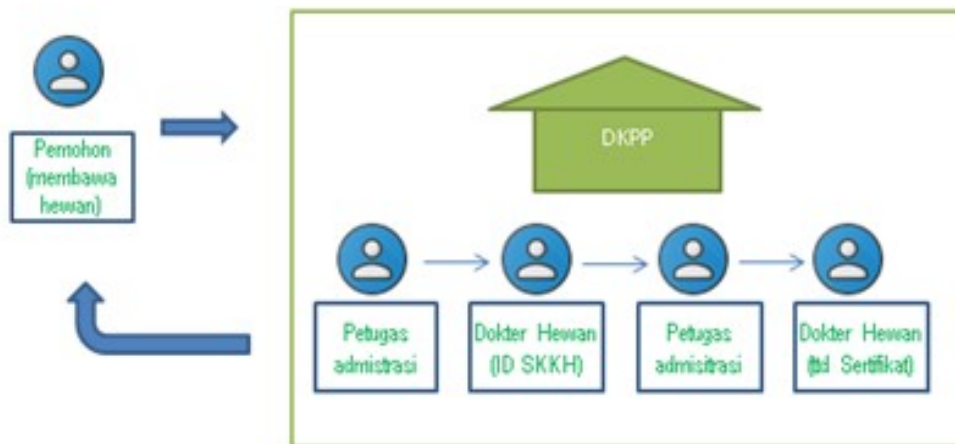 Pemohon
(membawa
hewan)
DKPP
Petugas
admistrasi
Dokter Hewan
(ID SKKH)
Petugas
admisitrasi
Dokter Hewan
(ttd Sertifikat)